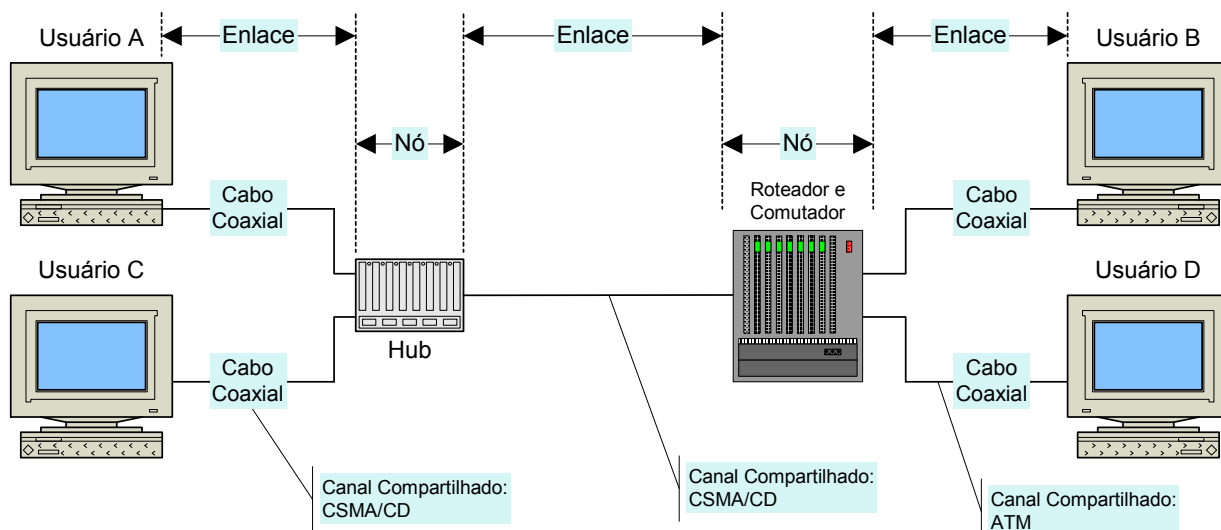 Usuário A
Enlace
Enlace
Enlace
Usuário B
Nó
Nó
Cabo
Coaxial
Roteador e
Comutador
Cabo
Coaxial
Usuário C
Usuário D
Hub
Cabo
Coaxial
Cabo
Coaxial
Canal Compartilhado:
CSMA/CD
Canal Compartilhado:
CSMA/CD
Canal Compartilhado:
ATM